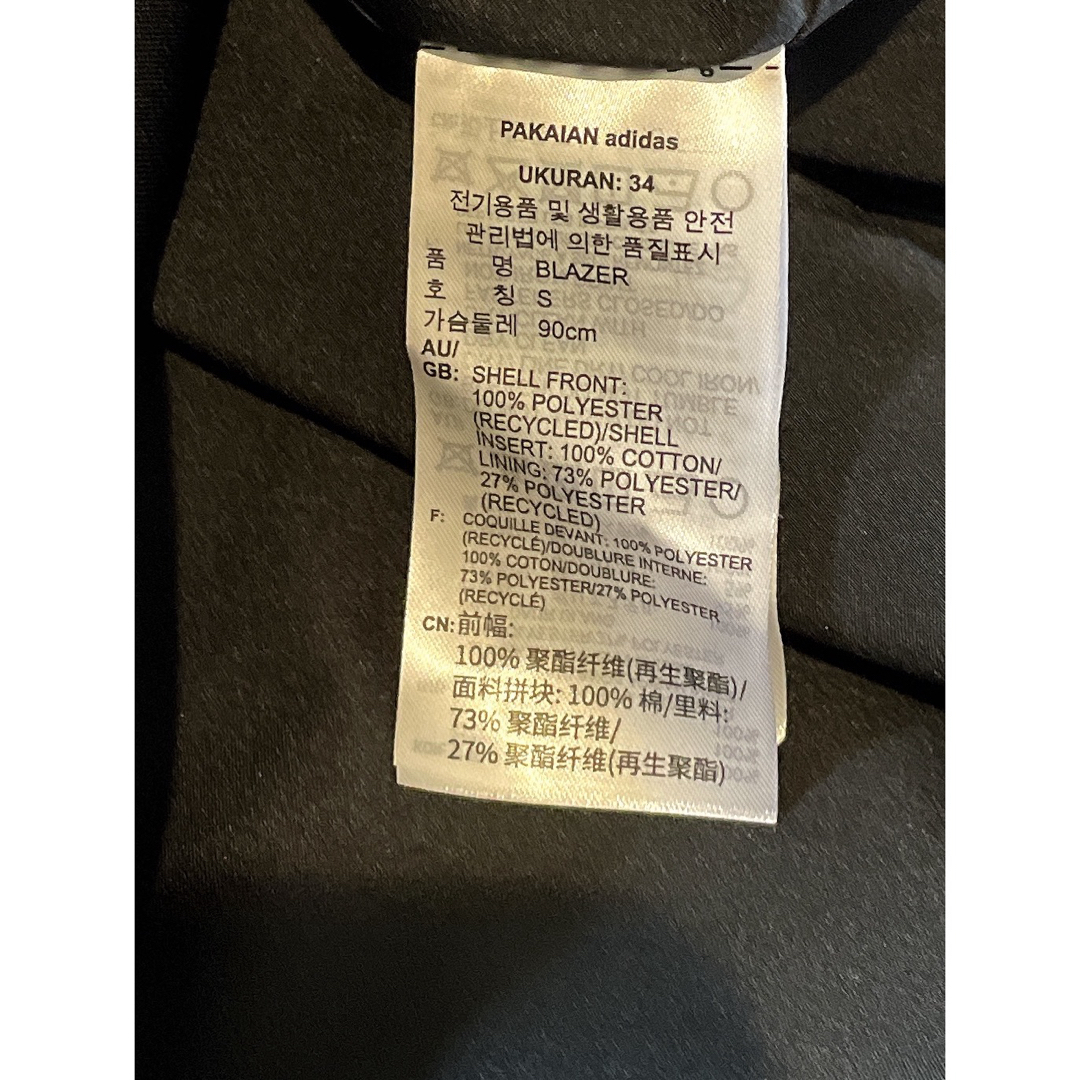 PAKAIAN adidas
UKURAN: 34
전기용품 및 생활용품 안전
관리법에 의한 품질표시
품 명 BLAZER
호 칭 S
가슴둘레 90cm
AU/
GB: SHELL FRONT:
100% POLYESTER
(RECYCLED)/SHELL
INSERT: 100% COTTON/
LINING: 73% POLYESTER/
27% POLYESTER
(RECYCLED)
F: COQUILLE DEVANT: 100% POLYESTER
(RECYCLÉ)/DOUBLURE INTERNE:
100% COTON/DOUBLURE:
73% POLYESTER/27% POLYESTER
(RECYCLÉ)
CN: 前幅:
100% 聚酯纤维(再生聚酯)/
面料拼块: 100% 棉/里料:
73% 聚酯纤维/
27% 聚酯纤维(再生聚酯)